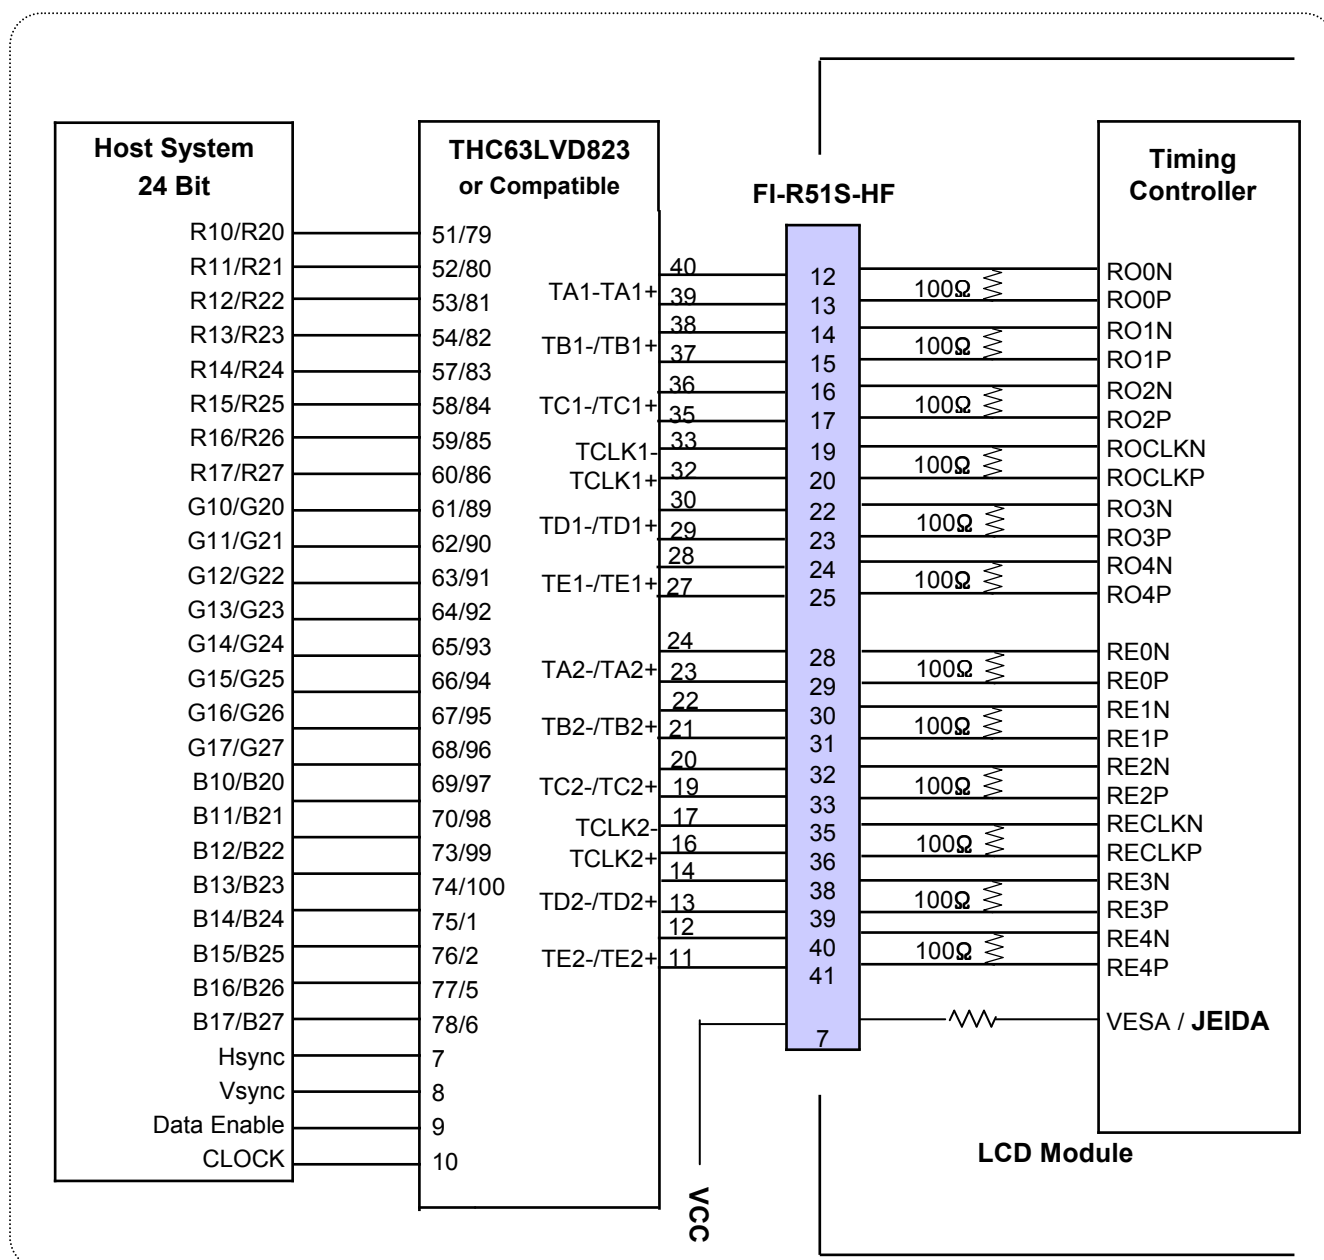 Host System
24 Bit
R10/R20
R11/R21
R12/R22
R13/R23
R14/R24
R15/R25
R16/R26
R17/R27
G10/G20
G11/G21
G12/G22
G13/G23
G14/G24
G15/G25
G16/G26
G17/G27
B10/B20
B11/B21
B12/B22
B13/B23
B14/B24
B15/B25
B16/B26
B17/B27
Hsync
Vsync
Data Enable
CLOCK
THC63LVD823
or Compatible
51/79
52/80
53/81
54/82
57/83
58/84
59/85
60/86
61/89
62/90
63/91
64/92
65/93
66/94
67/95
68/96
69/97
70/98
73/99
74/100
75/1
76/2
77/5
78/6
7
8
9
10
TA1-TA1+
TB1-/TB1+
TC1-/TC1+
TCLK1-
TCLK1+
TD1-/TD1+
TE1-/TE1+
TA2-/TA2+
TB2-/TB2+
TC2-/TC2+
TCLK2-
TCLK2+
TD2-/TD2+
TE2-/TE2+
40
39
38
37
36
35
33
32
30
29
28
27
24
23
22
21
20
19
17
16
14
13
12
11
VCC
FI-R51S-HF
12
13
14
15
16
17
19
20
22
23
24
25
28
29
30
31
32
33
35
36
38
39
40
41
7
100Ω
100Ω
100Ω
100Ω
100Ω
100Ω
100Ω
100Ω
100Ω
100Ω
100Ω
100Ω
Timing
Controller
RO0N
RO0P
RO1N
RO1P
RO2N
RO2P
ROCLKN
ROCLKP
RO3N
RO3P
RO4N
RO4P
RE0N
RE0P
RE1N
RE1P
RE2N
RE2P
RECLKN
RECLKP
RE3N
RE3P
RE4N
RE4P
VESA / JEIDA
LCD Module